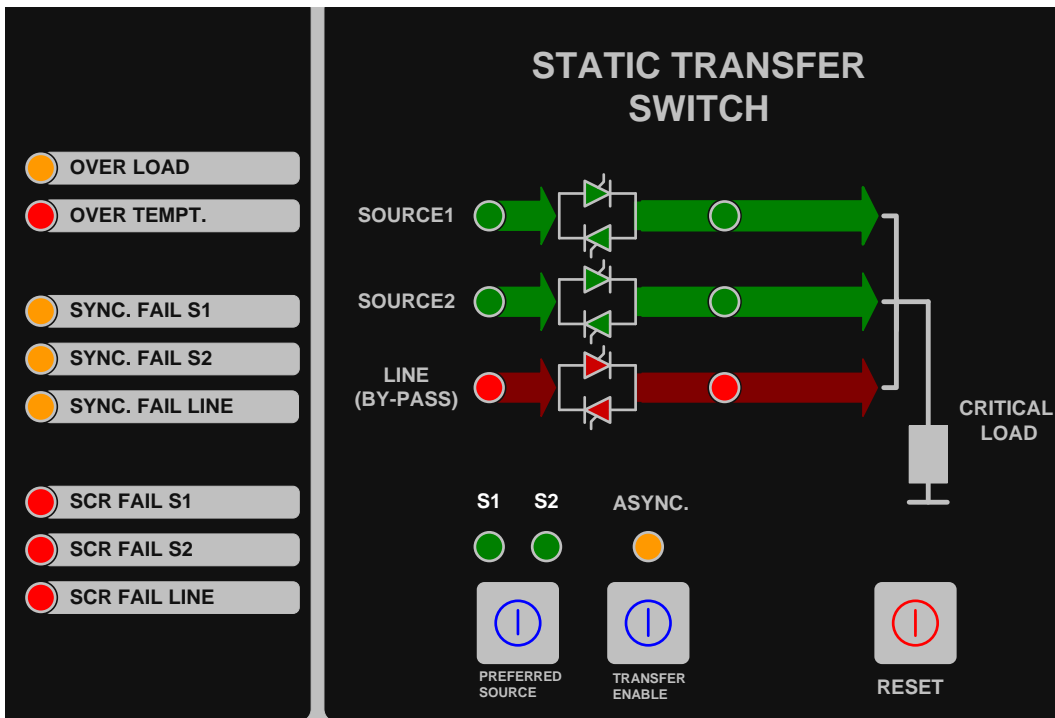 STATIC TRANSFER
SWITCH
OVER LOAD
OVER TEMPT.
SYNC. FAIL S1
SYNC. FAIL S2
SYNC. FAIL LINE
SCR FAIL S1
SCR FAIL S2
SCR FAIL LINE
SOURCE1
SOURCE2
LINE
(BY-PASS)
CRITICAL
LOAD
S1
S2
ASYNC.
PREFERRED
SOURCE
TRANSFER
ENABLE
RESET